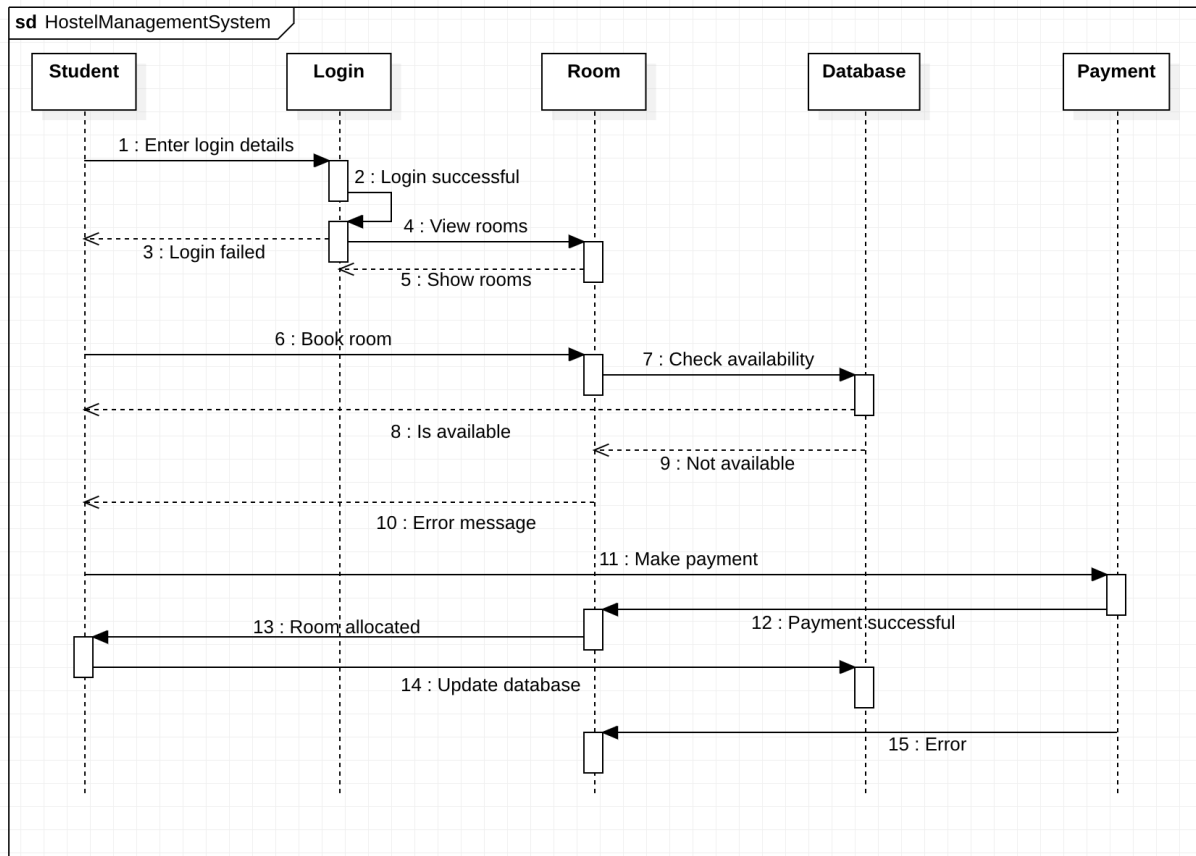 sd HostelManagementSystem
Student
Login
Room
Database
Payment
1 : Enter login details
2 : Login successful
4 : View rooms
3 : Login failed
5 : Show rooms
6 : Book room
7 : Check availability
8 : Is available
9 : Not available
10 : Error message
11 : Make payment
12 : Payment successful
13 : Room allocated
14 : Update database
15 : Error